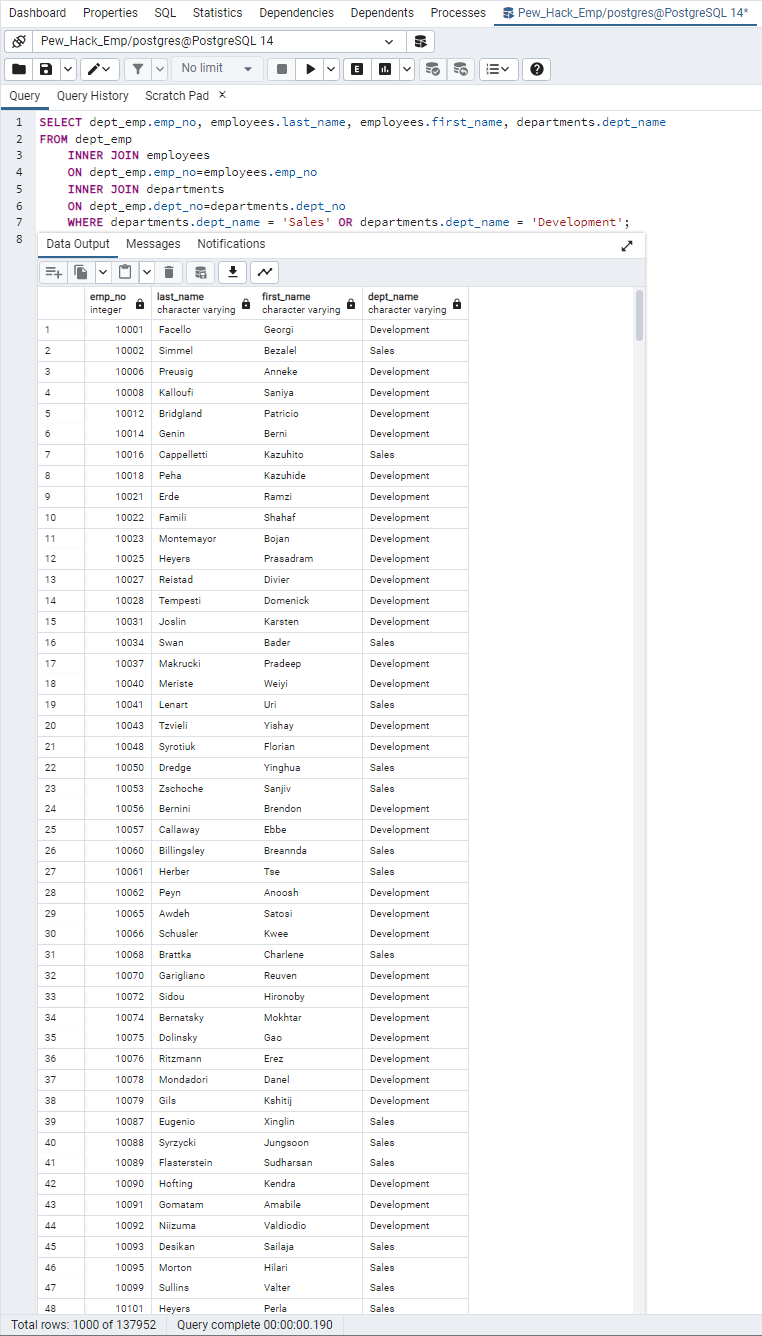 Dashboard Properties SQL Statistics Dependencies Dependents Processes Pew_Hack_Emp/postgres@PostgreSQL 14*
Pew_Hack_Emp/postgres@PostgreSQL 14
No limit E
Query Query History Scratch Pad ×
1 SELECT dept_emp.emp_no, employees.last_name, employees.first_name, departments.dept_name
2 FROM dept_emp
3 INNER JOIN employees
4 ON dept_emp.emp_no=employees.emp_no
5 INNER JOIN departments
6 ON dept_emp.dept_no=departments.dept_no
7 WHERE departments.dept_name = 'Sales' OR departments.dept_name = 'Development';
8
Data Output Messages Notifications
emp_no last_name first_name dept_name
integer character varying character varying character varying
1 10001 Facello Georgi Development
2 10002 Simmel Bezalel Sales
3 10006 Preusig Anneke Development
4 10008 Kalloufi Saniya Development
5 10012 Bridgland Patricio Development
6 10014 Genin Berni Development
7 10016 Cappelletti Kazuhito Sales
8 10018 Peha Kazuhide Development
9 10021 Erde Ramzi Development
10 10022 Famili Shahaf Development
11 10023 Montemayor Bojan Development
12 10025 Heyers Prasadram Development
13 10027 Reistad Divier Development
14 10028 Tempesti Domenick Development
15 10031 Joslin Karsten Development
16 10034 Swan Bader Sales
17 10037 Makrucki Pradeep Development
18 10040 Meriste Weiyi Development
19 10041 Lenart Uri Sales
20 10043 Tzvieli Yishay Development
21 10048 Syrotiuk Florian Development
22 10050 Dredge Yinghua Sales
23 10053 Zschoche Sanjiv Sales
24 10056 Bernini Brendon Development
25 10057 Callaway Ebbe Development
26 10060 Billingsley Breannda Sales
27 10061 Herber Tse Sales
28 10062 Peyn Anoosh Development
29 10065 Awdeh Satosi Development
30 10066 Schusler Kwee Development
31 10068 Brattka Charlene Sales
32 10070 Garigliano Reuven Development
33 10072 Sidou Hironoby Development
34 10074 Bernatsky Mokhtar Development
35 10075 Dolinsky Gao Development
36 10076 Ritzmann Erez Development
37 10078 Mondadori Danel Development
38 10079 Gils Kshitij Development
39 10087 Eugenio Xinglin Sales
40 10088 Syrzycki Jungsoon Sales
41 10089 Flasterstein Sudharsan Sales
42 10090 Hofting Kendra Development
43 10091 Gomatam Amabile Development
44 10092 Niizuma Valdiodio Development
45 10093 Desikan Sailaja Sales
46 10095 Morton Hilari Sales
47 10099 Sullins Valter Sales
48 10101 Heyers Perla Sales
Total rows: 1000 of 137952 Query complete 00:00:00.190